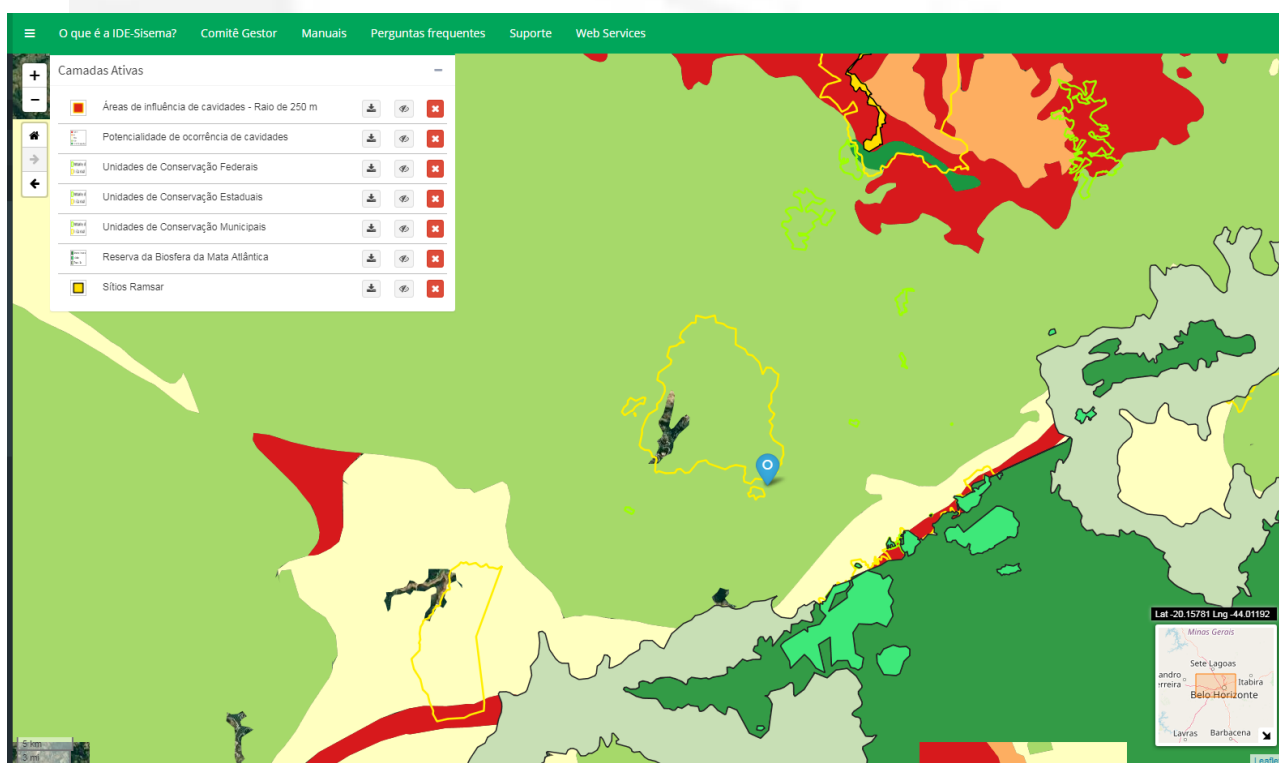 O que é a IDE-Sisema? Comitê Gestor Manuais Perguntas frequentes Suporte Web Services
Camadas Ativas
Áreas de influência de cavidades - Raio de 250 m
Potencialidade de ocorrência de cavidades
Unidades de Conservação Federais
Unidades de Conservação Estaduais
Unidades de Conservação Municipais
Reserva da Biosfera da Mata Atlântica
Sítios Ramsar
Lat -20.15781 Lng -44.01192
Minas Gerais
Sete Lagoas
andro
erreira
Itabira
Belo Horizonte
Lavras Barbacena
5 km
3 mi
Leafle